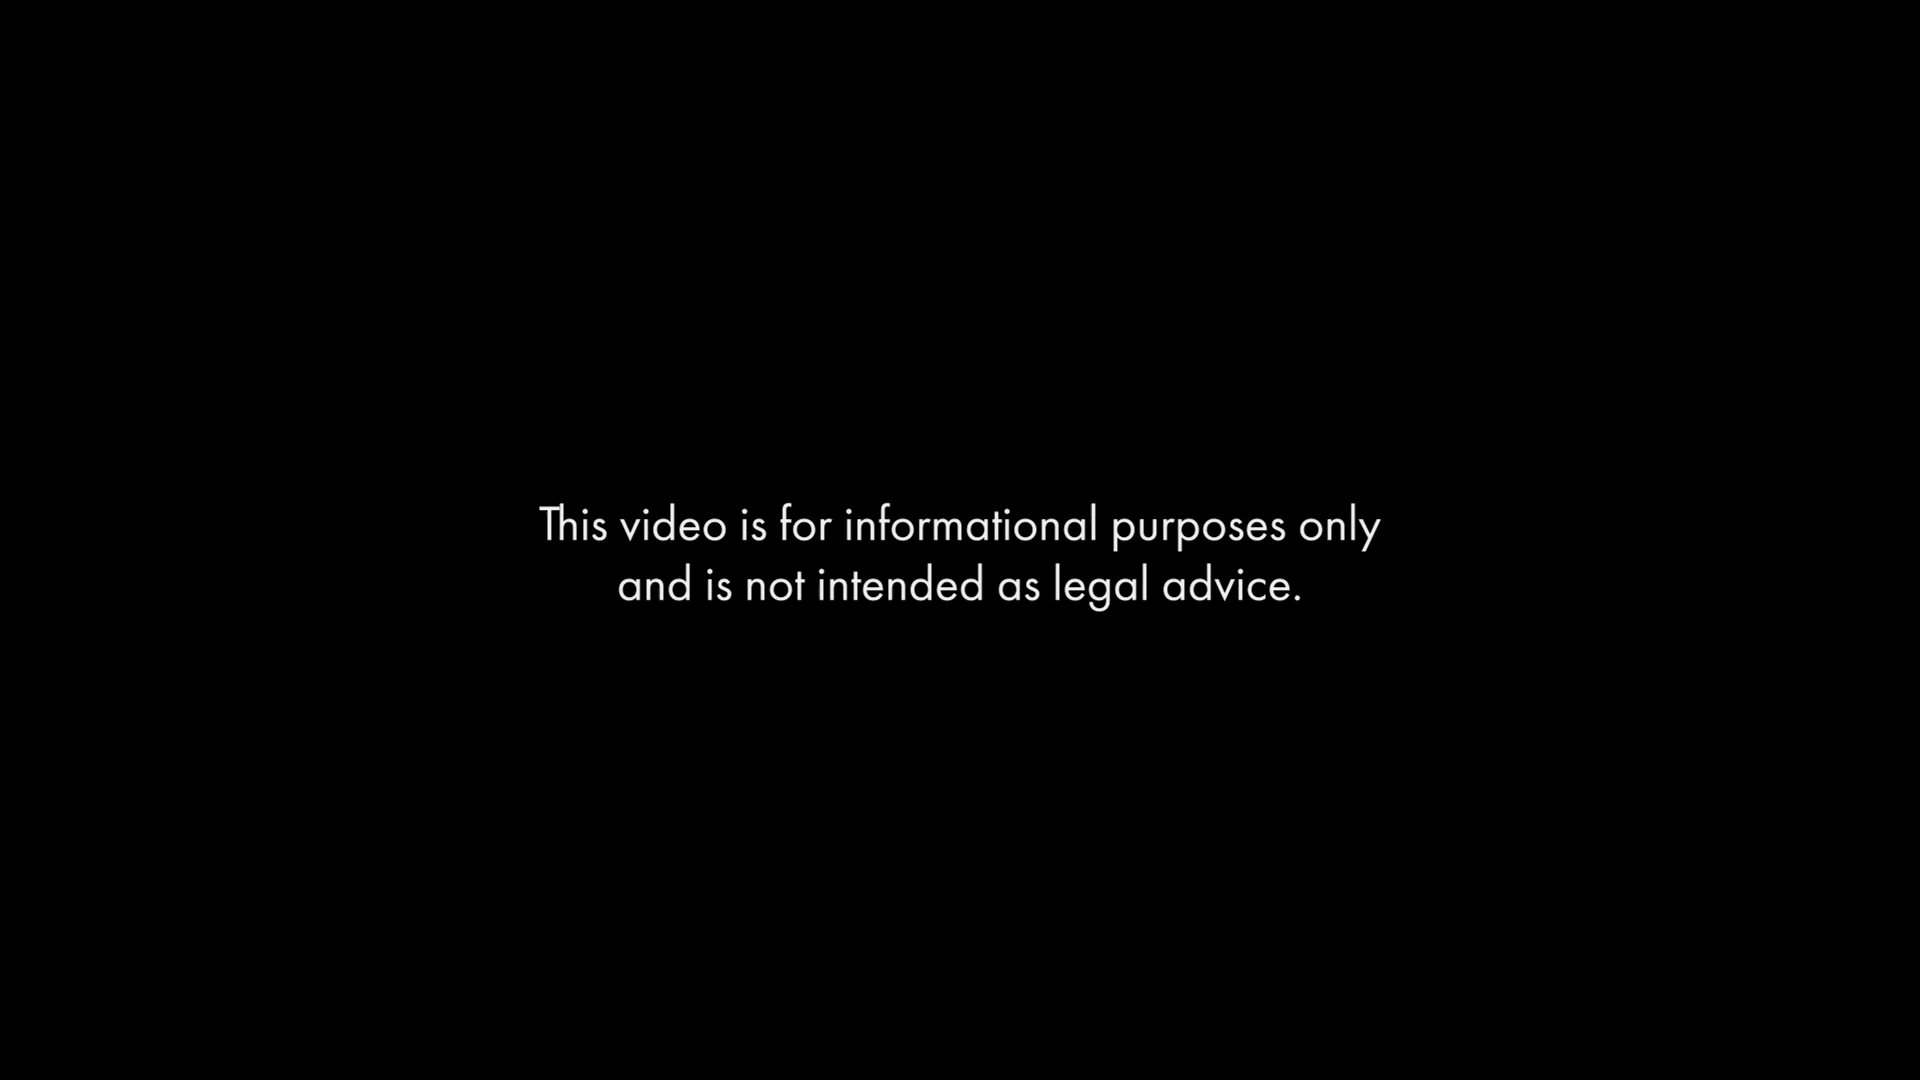 This video is for informational purposes only
and is not intended as legal advice.